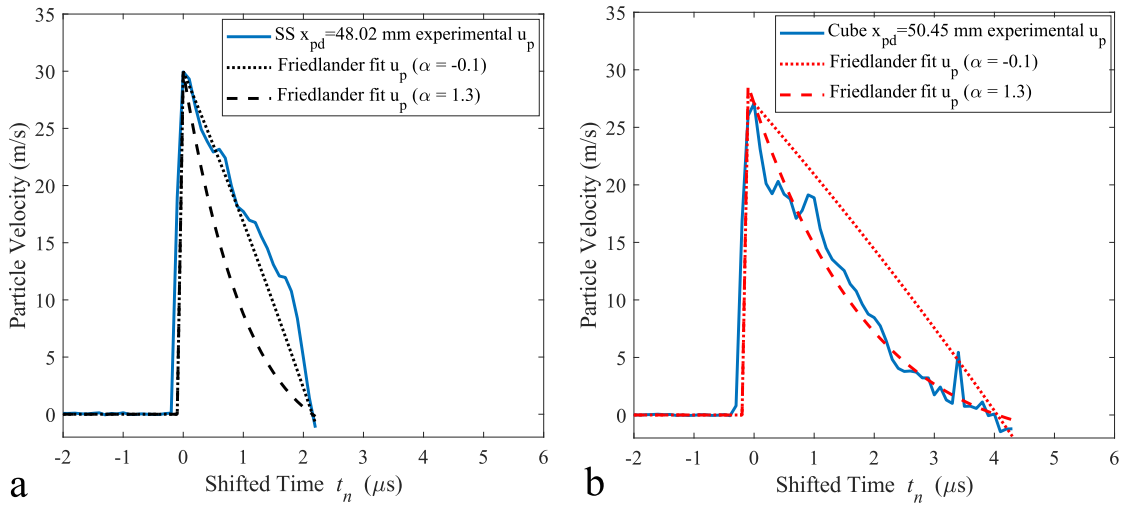 35
30
25
20
15
10
5
0
Particle Velocity (m/s)
SS x_pd=48.02 mm experimental u_p
Friedlander fit u_p (α = -0.1)
Friedlander fit u_p (α = 1.3)
-2 -1 0 1 2 3 4 5 6
Shifted Time t_n (μs)
a
35
30
25
20
15
10
5
0
Particle Velocity (m/s)
Cube x_pd=50.45 mm experimental u_p
Friedlander fit u_p (α = -0.1)
Friedlander fit u_p (α = 1.3)
-2 -1 0 1 2 3 4 5 6
Shifted Time t_n (μs)
b